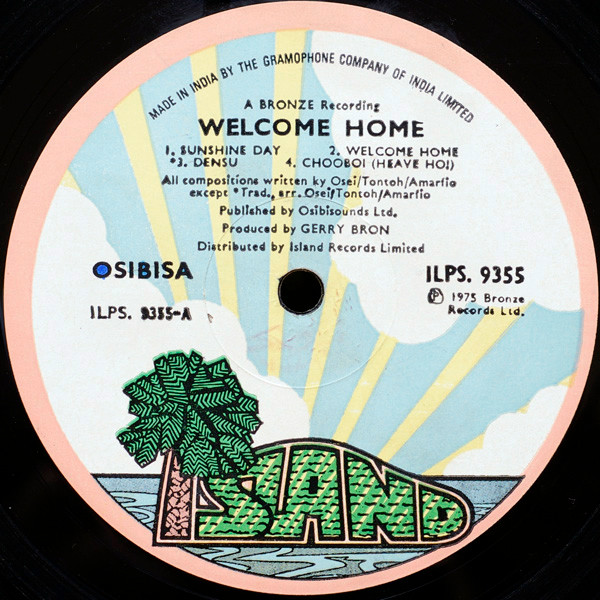 MADE IN INDIA BY THE GRAMOPHONE COMPANY OF INDIA LIMITED
A BRONZE Recording
WELCOME HOME
1. SUNSHINE DAY 2. WELCOME HOME
*3. DENSU 4. CHOOBOI (HEAVE HO!)
All compositions written by Osei/Tontoh/Amarfio
except *Trad., arr. Osei/Tontoh/Amarfio
Published by Osibisounds Ltd.
Produced by GERRY BRON
Distributed by Island Records Limited
OSIBISA
ILPS. 9355
ILPS. 9355-A
℗ 1975 Bronze
Records Ltd.
ISLAND